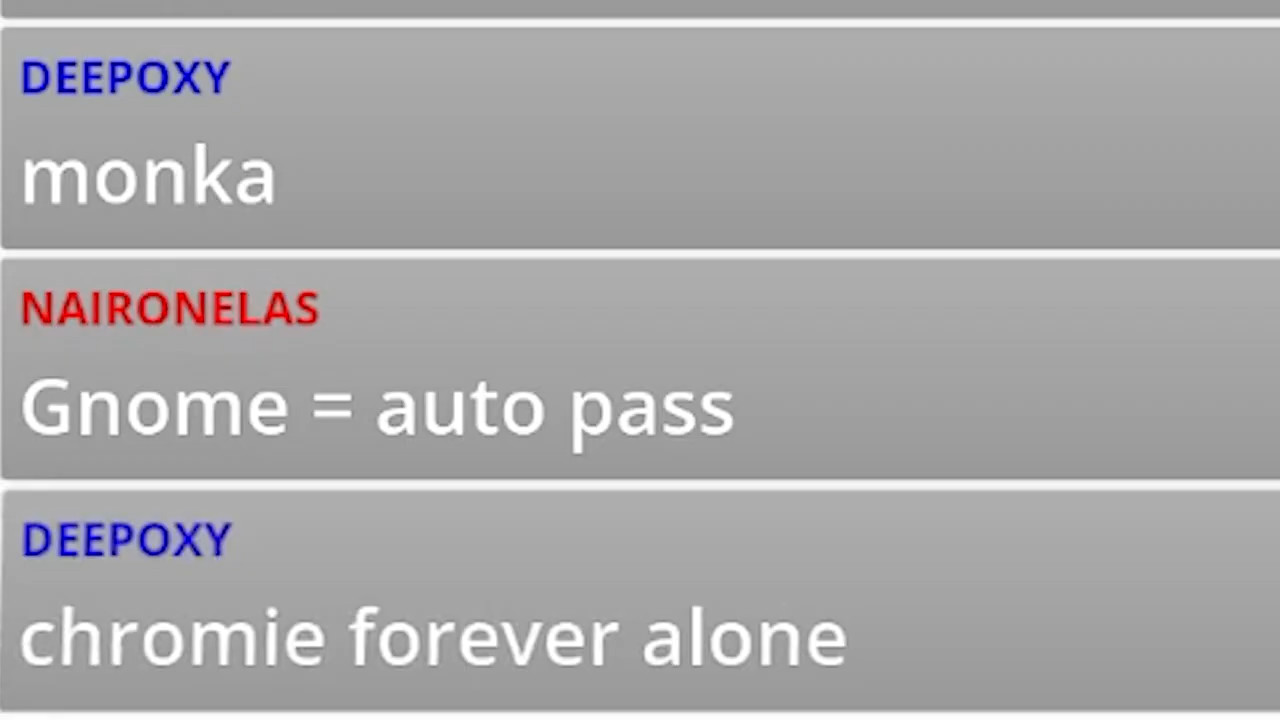 DEEPOXY
monka
NAIRONELAS
Gnome = auto pass
DEEPOXY
chromie forever alone